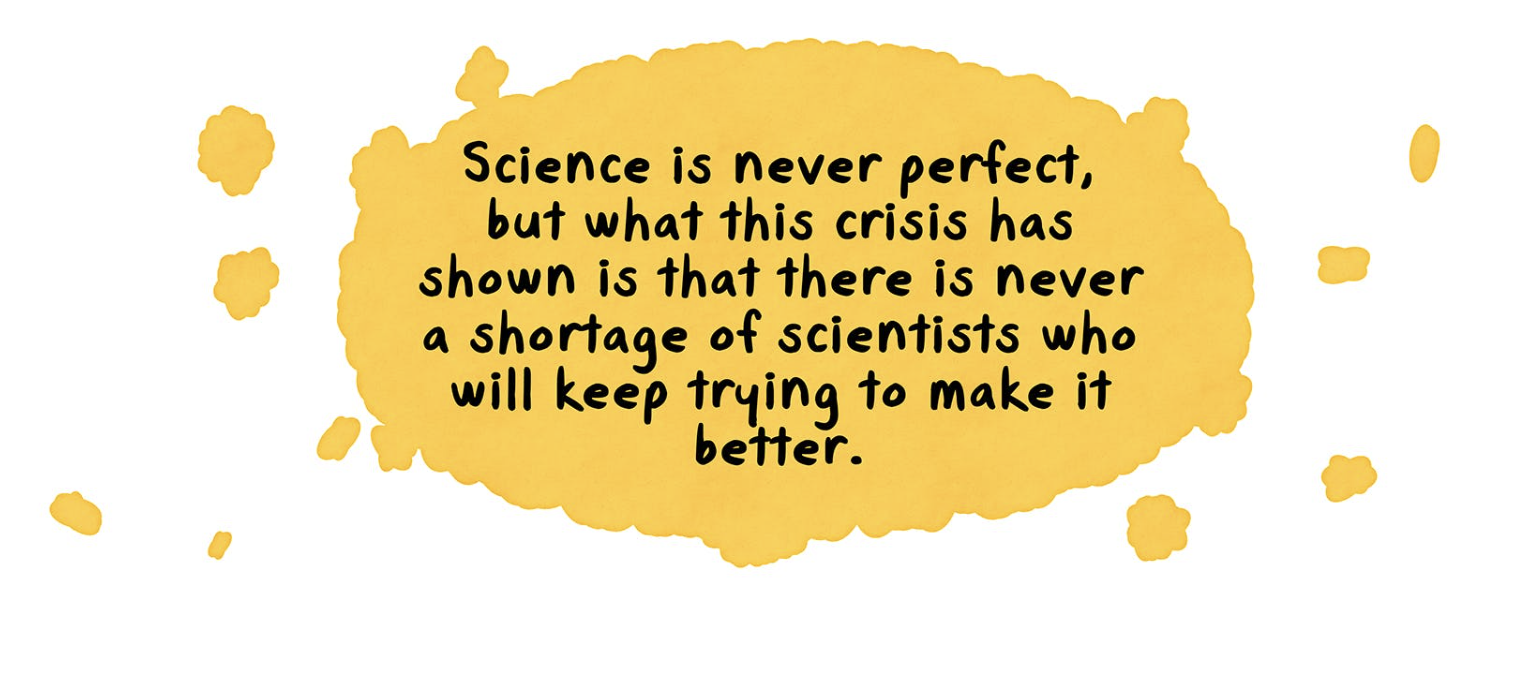 Science is never perfect,
but what this crisis has
shown is that there is never
a shortage of scientists who
will keep trying to make it
better.